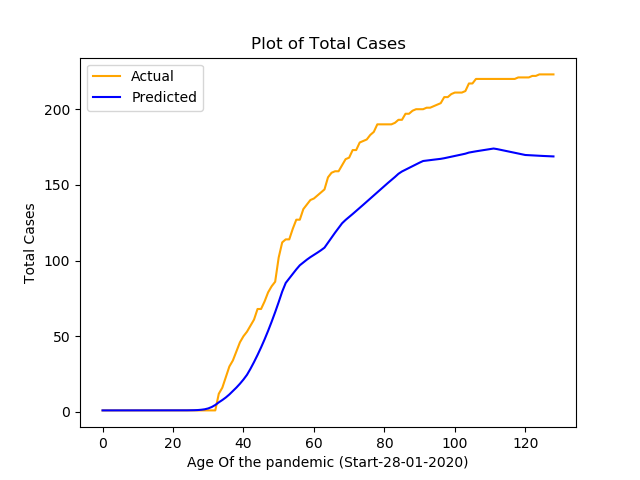 Plot of Total Cases
Actual
Predicted
200
150
100
50
0
Total Cases
0 20 40 60 80 100 120
Age Of the pandemic (Start-28-01-2020)